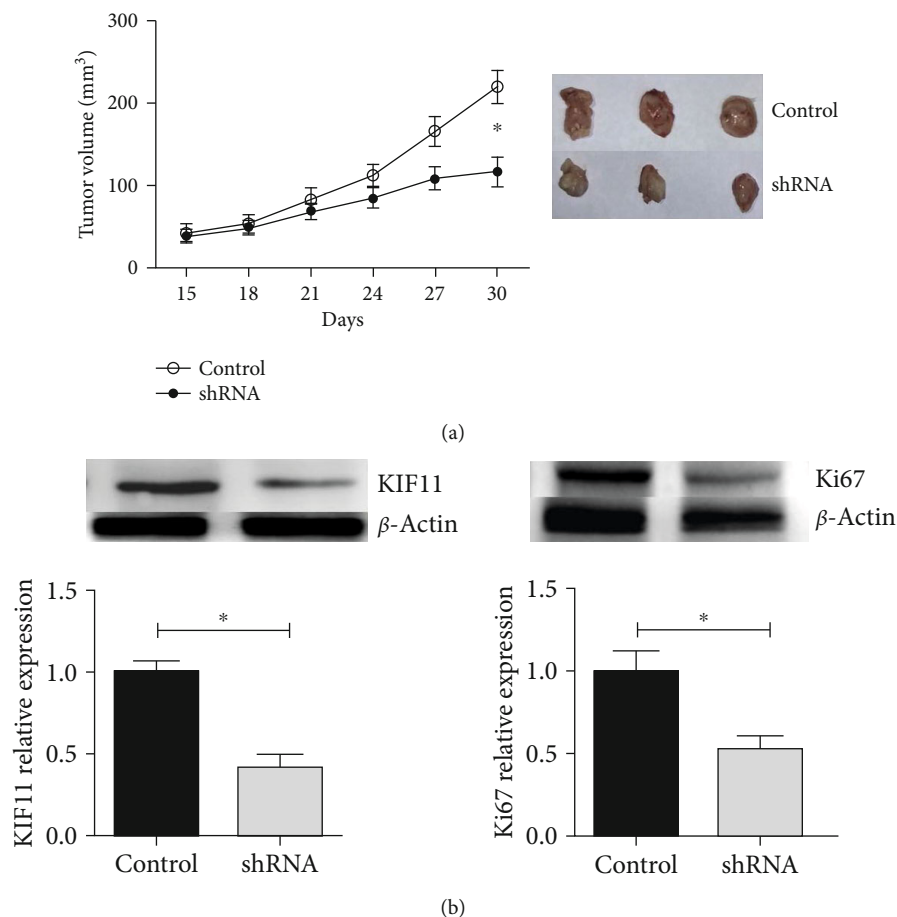 Tumor volume (mm³)
300
200
100
0
*
15 18 21 24 27 30
Days
Control
shRNA
Control
shRNA
(a)
KIF11
β-Actin
KIF11 relative expression
1.5
1.0
0.5
0.0
*
Control shRNA
Ki67
β-Actin
Ki67 relative expression
1.5
1.0
0.5
0.0
*
Control shRNA
(b)